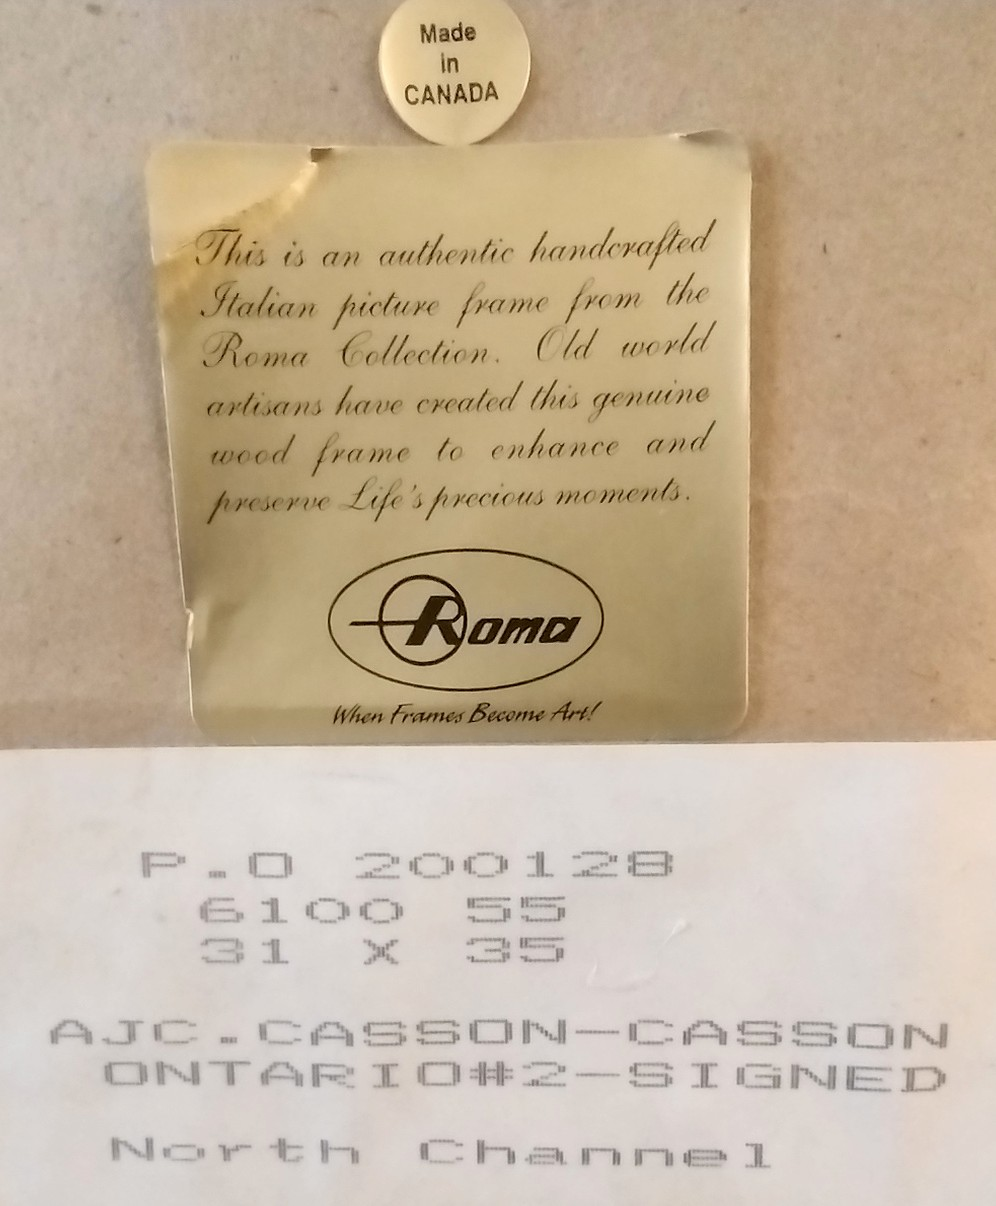 Made
in
CANADA
This is an authentic handcrafted
Italian picture frame from the
Roma Collection. Old world
artisans have created this genuine
wood frame to enhance and
preserve Life's precious moments.
Roma
When Frames Become Art!
P.O 200128
6100 55
31 X 35
AJC.CASSON-CASSON
ONTARIO#2-SIGNED
North Channel